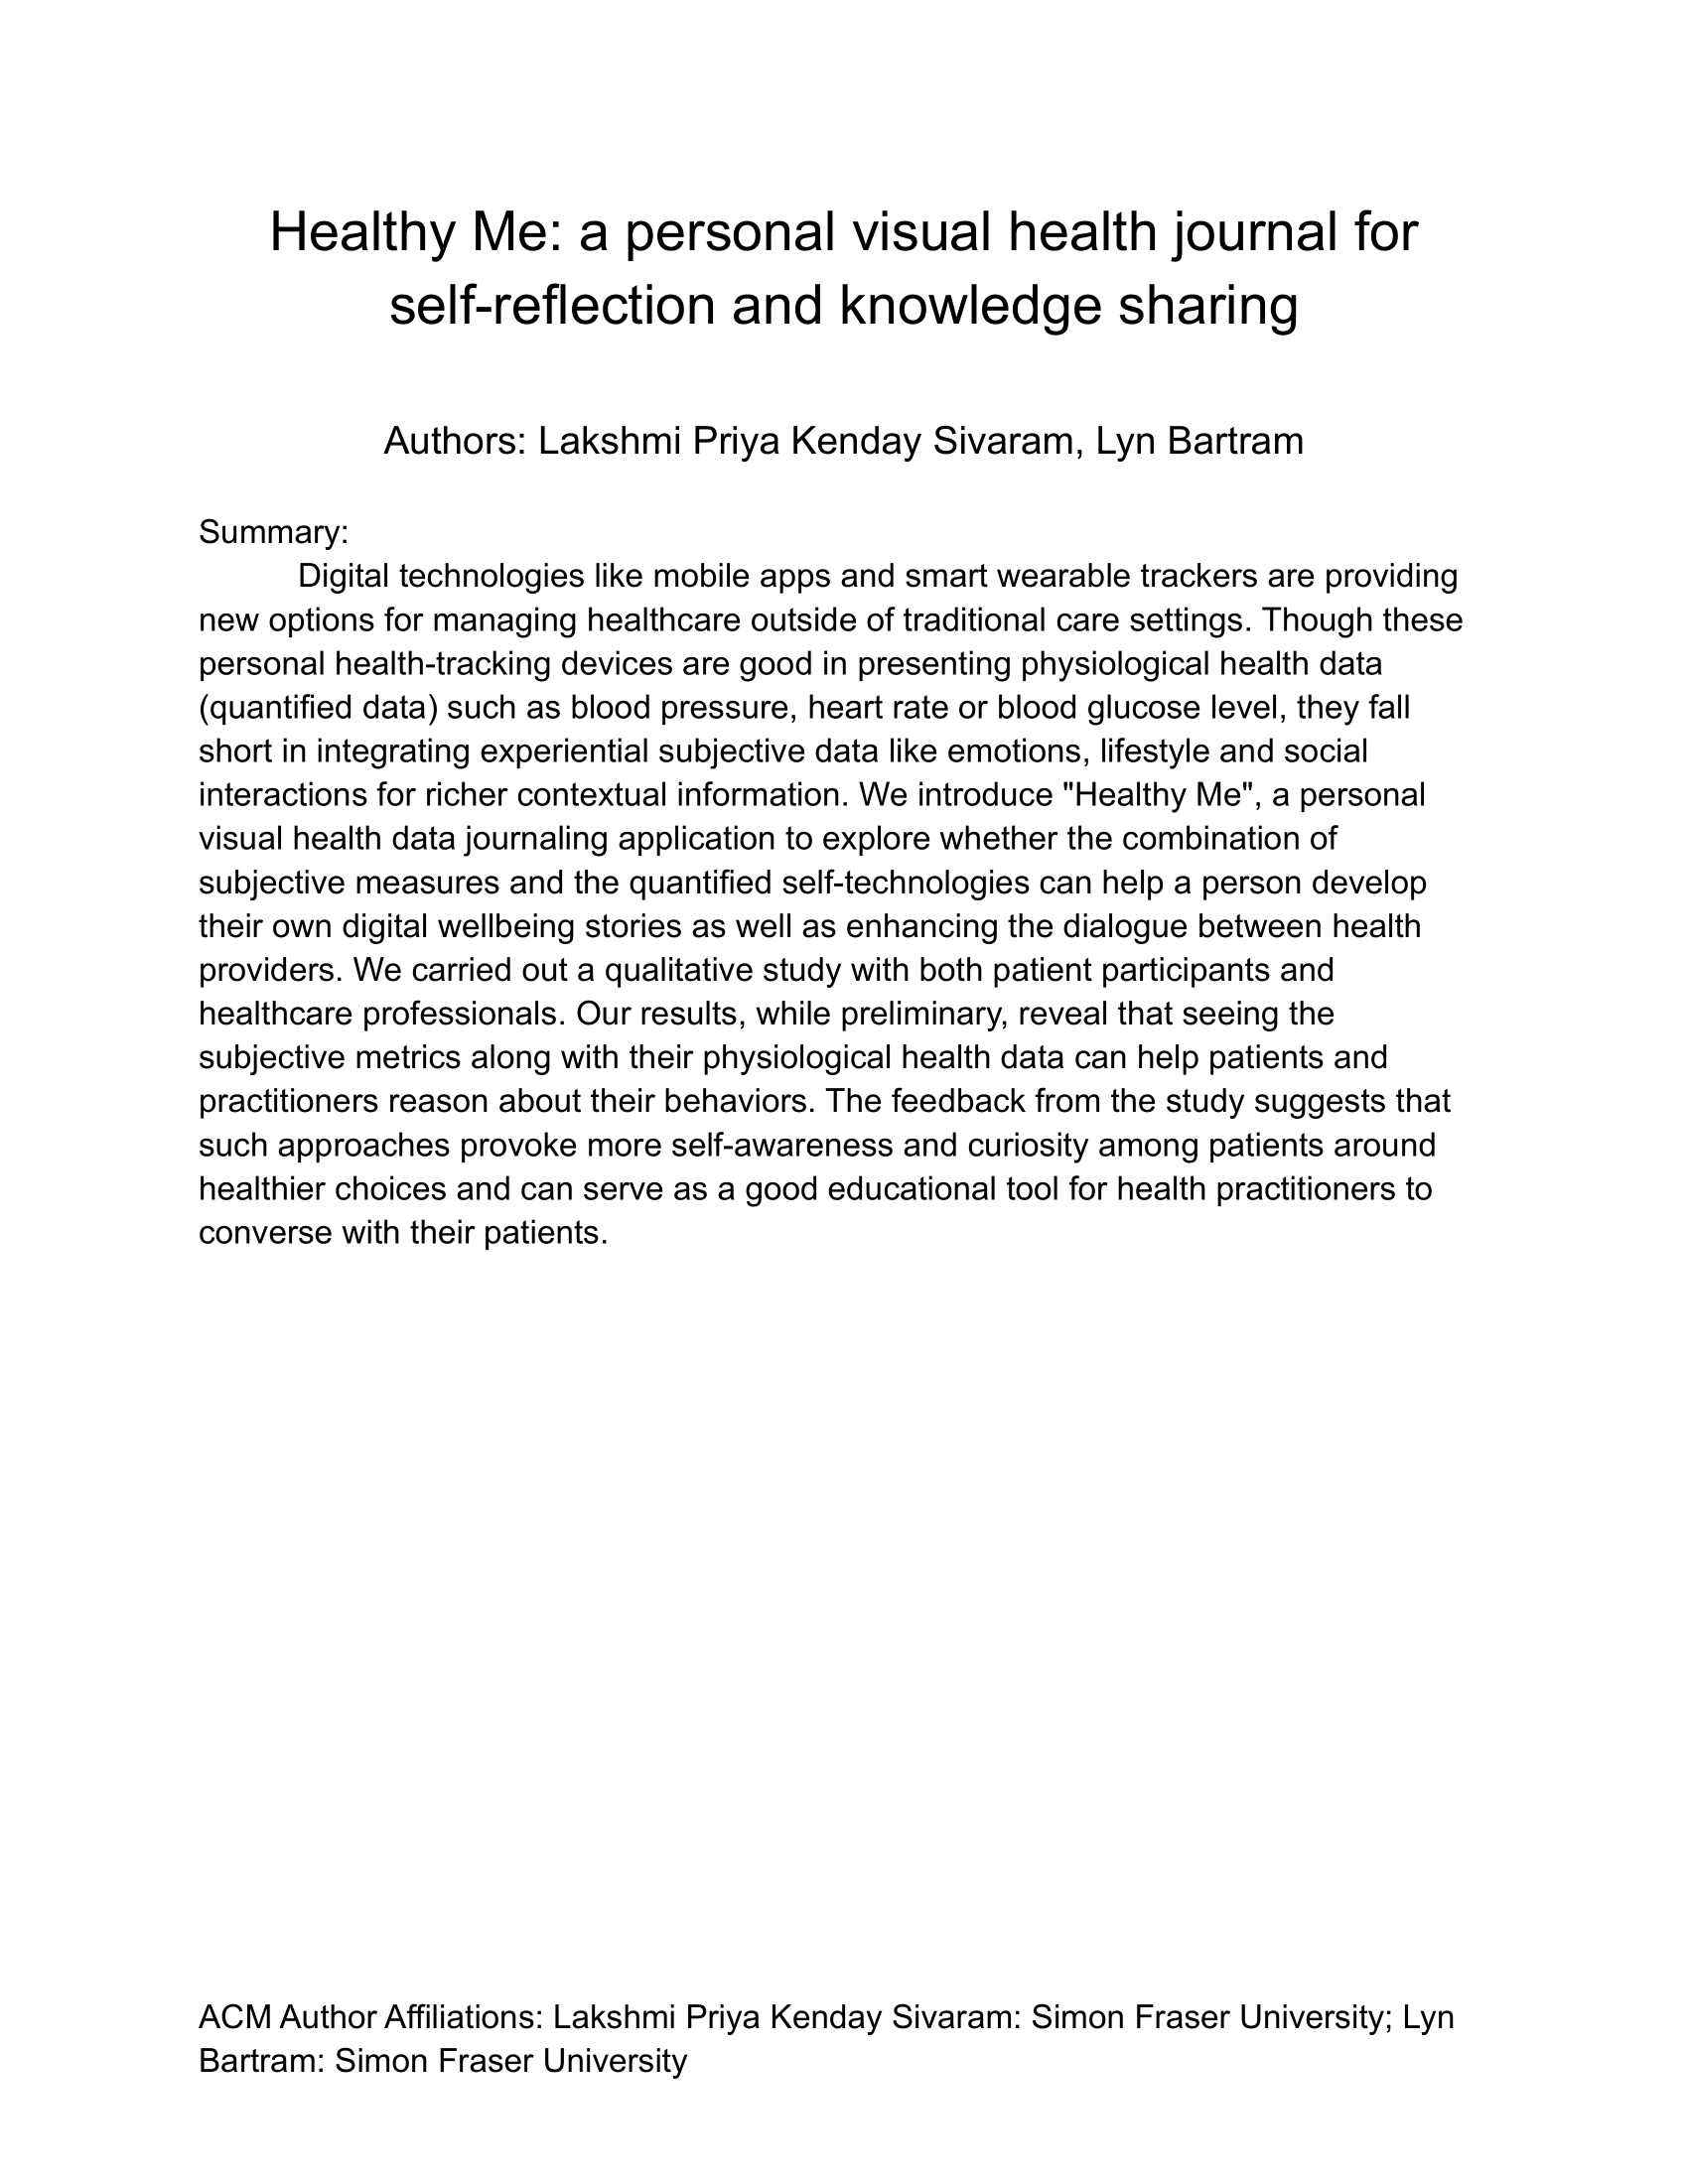 Healthy Me: a personal visual health journal for
self-reflection and knowledge sharing
Authors: Lakshmi Priya Kenday Sivaram, Lyn Bartram
Summary:
Digital technologies like mobile apps and smart wearable trackers are providing
new options for managing healthcare outside of traditional care settings. Though these
personal health-tracking devices are good in presenting physiological health data
(quantified data) such as blood pressure, heart rate or blood glucose level, they fall
short in integrating experiential subjective data like emotions, lifestyle and social
interactions for richer contextual information. We introduce "Healthy Me", a personal
visual health data journaling application to explore whether the combination of
subjective measures and the quantified self-technologies can help a person develop
their own digital wellbeing stories as well as enhancing the dialogue between health
providers. We carried out a qualitative study with both patient participants and
healthcare professionals. Our results, while preliminary, reveal that seeing the
subjective metrics along with their physiological health data can help patients and
practitioners reason about their behaviors. The feedback from the study suggests that
such approaches provoke more self-awareness and curiosity among patients around
healthier choices and can serve as a good educational tool for health practitioners to
converse with their patients.
ACM Author Affiliations: Lakshmi Priya Kenday Sivaram: Simon Fraser University; Lyn
Bartram: Simon Fraser University